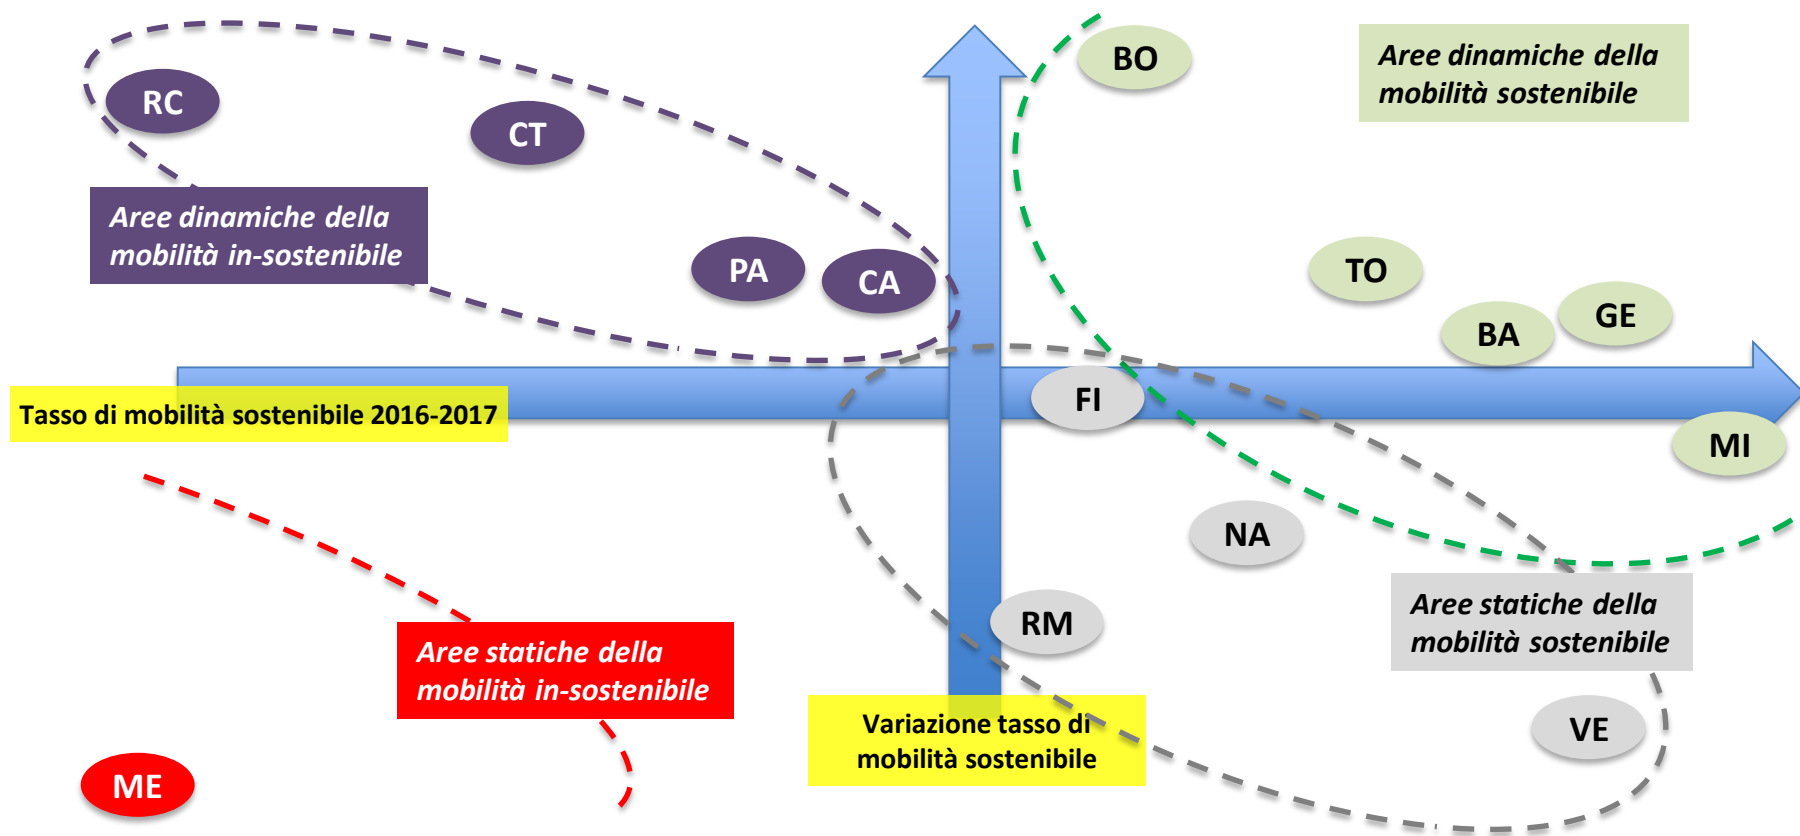 BO
Aree dinamiche della
mobilità sostenibile
RC
CT
Aree dinamiche della
mobilità in-sostenibile
PA
CA
TO
BA
GE
FI
Tasso di mobilità sostenibile 2016-2017
MI
NA
Aree statiche della
mobilità sostenibile
RM
Aree statiche della
mobilità in-sostenibile
Variazione tasso di
mobilità sostenibile
VE
ME